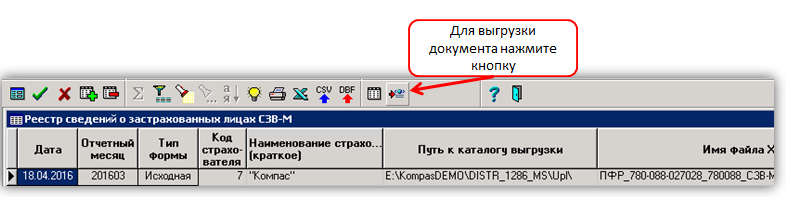 Для выгрузки
документа нажмите
кнопку
Σ а я CSV DBF ?
Реестр сведений о застрахованных лицах СЗВ-М
Дата Отчетный месяц Тип формы Код страхо-вателя Наименование страхо... (краткое) Путь к каталогу выгрузки Имя файла X
18.04.2016 201603 Исходная 7 "Компас" E:\KompasDEMO\DISTR_1286_MS\Upl\ ПФР_780-088-027028_780088_СЗВ-М